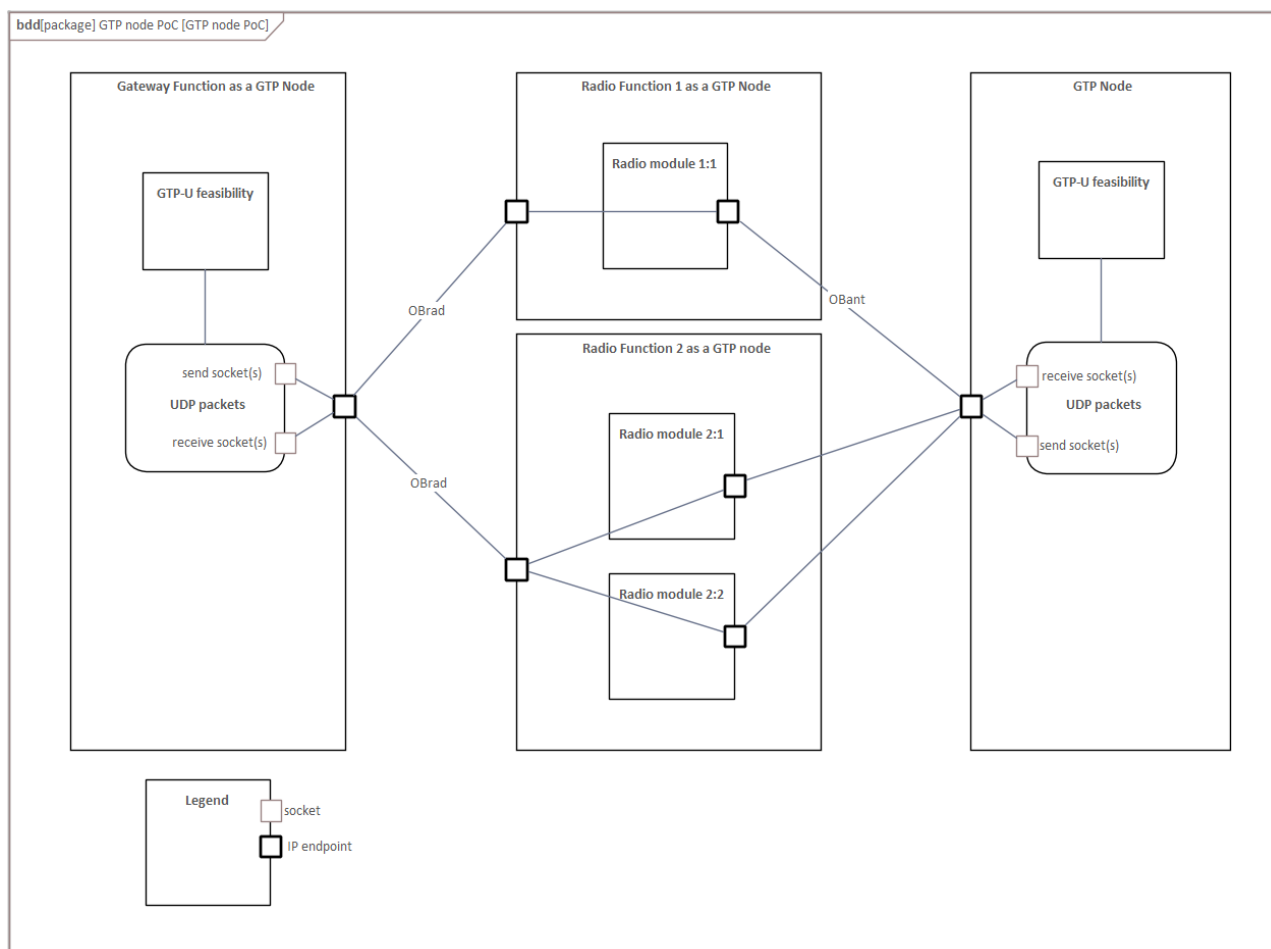 bdd[package] GTP node PoC [GTP node PoC]
Gateway Function as a GTP Node
GTP-U feasibility
send socket(s)
UDP packets
receive socket(s)
OBrad
OBrad
Radio Function 1 as a GTP Node
Radio module 1:1
Radio Function 2 as a GTP node
Radio module 2:1
Radio module 2:2
OBant
GTP Node
GTP-U feasibility
receive socket(s)
UDP packets
send socket(s)
Legend
socket
IP endpoint